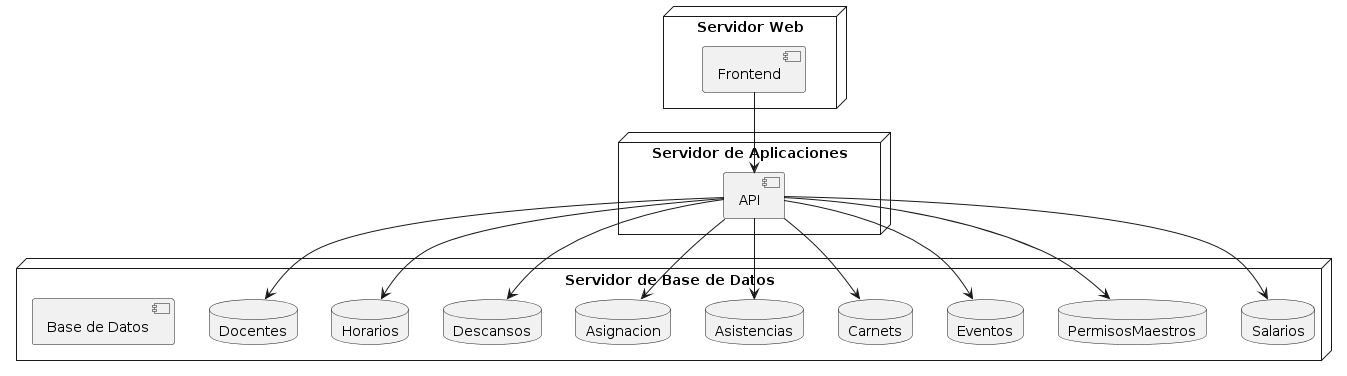 Servidor Web
Frontend
Servidor de Aplicaciones
API
Servidor de Base de Datos
Base de Datos
Docentes
Horarios
Descansos
Asignacion
Asistencias
Carnets
Eventos
PermisosMaestros
Salarios